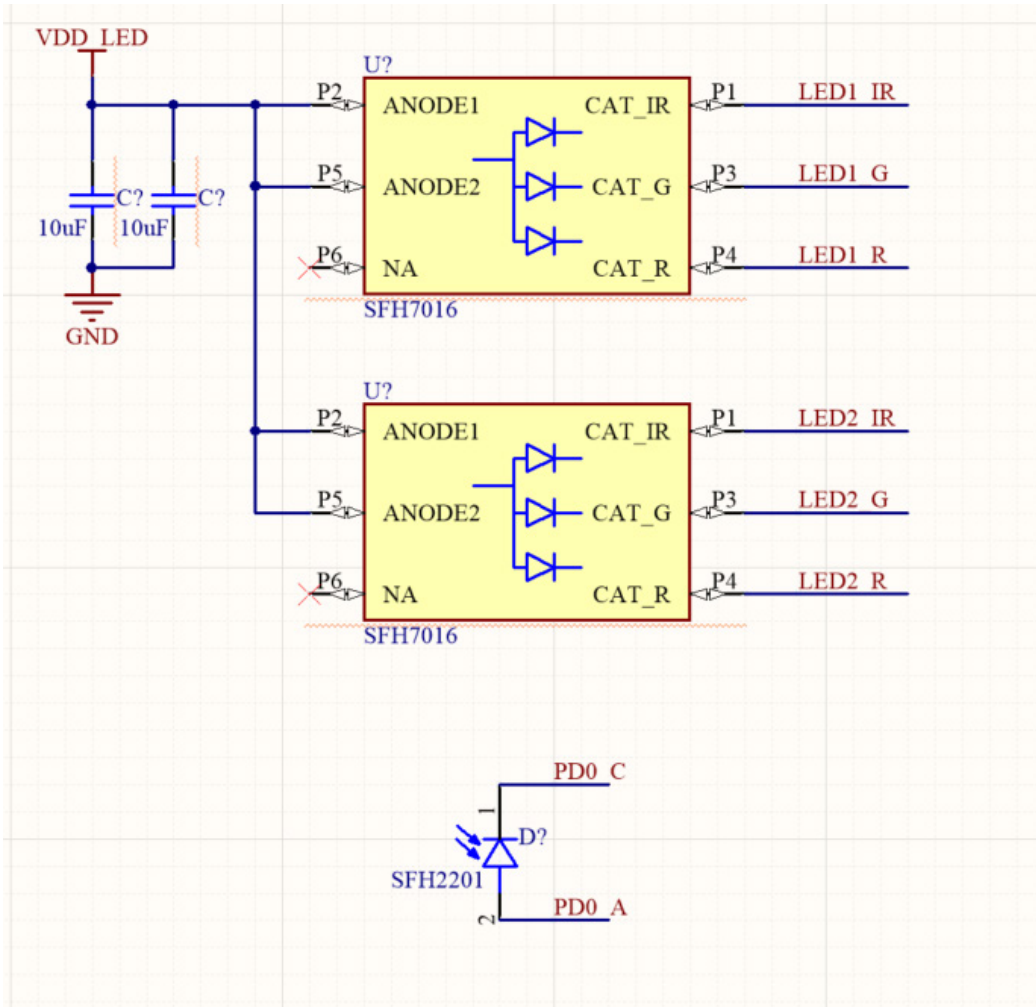 VDD_LED
U?
P2 ANODE1 CAT_IR P1 LED1_IR
P5 ANODE2 CAT_G P3 LED1_G
C? C?
10uF 10uF
P6 NA CAT_R P4 LED1_R
SFH7016
GND
U?
P2 ANODE1 CAT_IR P1 LED2_IR
P5 ANODE2 CAT_G P3 LED2_G
P6 NA CAT_R P4 LED2_R
SFH7016
PD0_C
1
D?
SFH2201
2
PD0_A